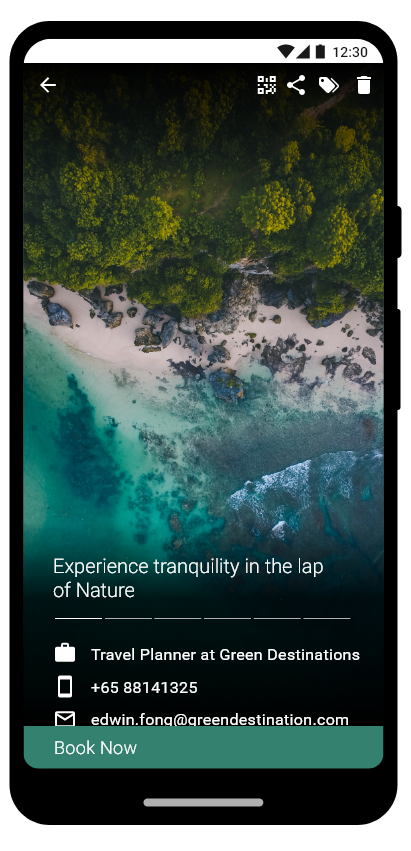 12:30
Experience tranquility in the lap
of Nature
Travel Planner at Green Destinations
+65 88141325
edwin.fong@greendestination.com
Book Now